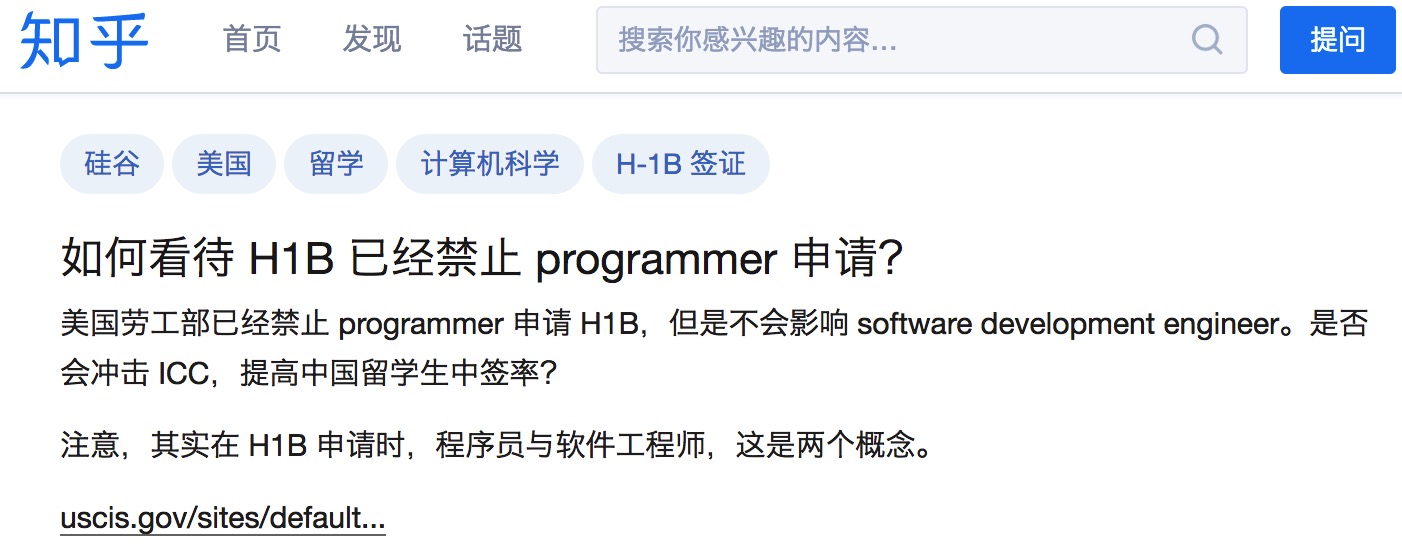 知乎 首页 发现 话题 搜索你感兴趣的内容... 提问
硅谷 美国 留学 计算机科学 H-1B 签证
如何看待 H1B 已经禁止 programmer 申请？
美国劳工部已经禁止 programmer 申请 H1B，但是不会影响 software development engineer。是否
会冲击 ICC，提高中国留学生中签率？
注意，其实在 H1B 申请时，程序员与软件工程师，这是两个概念。
uscis.gov/sites/default...